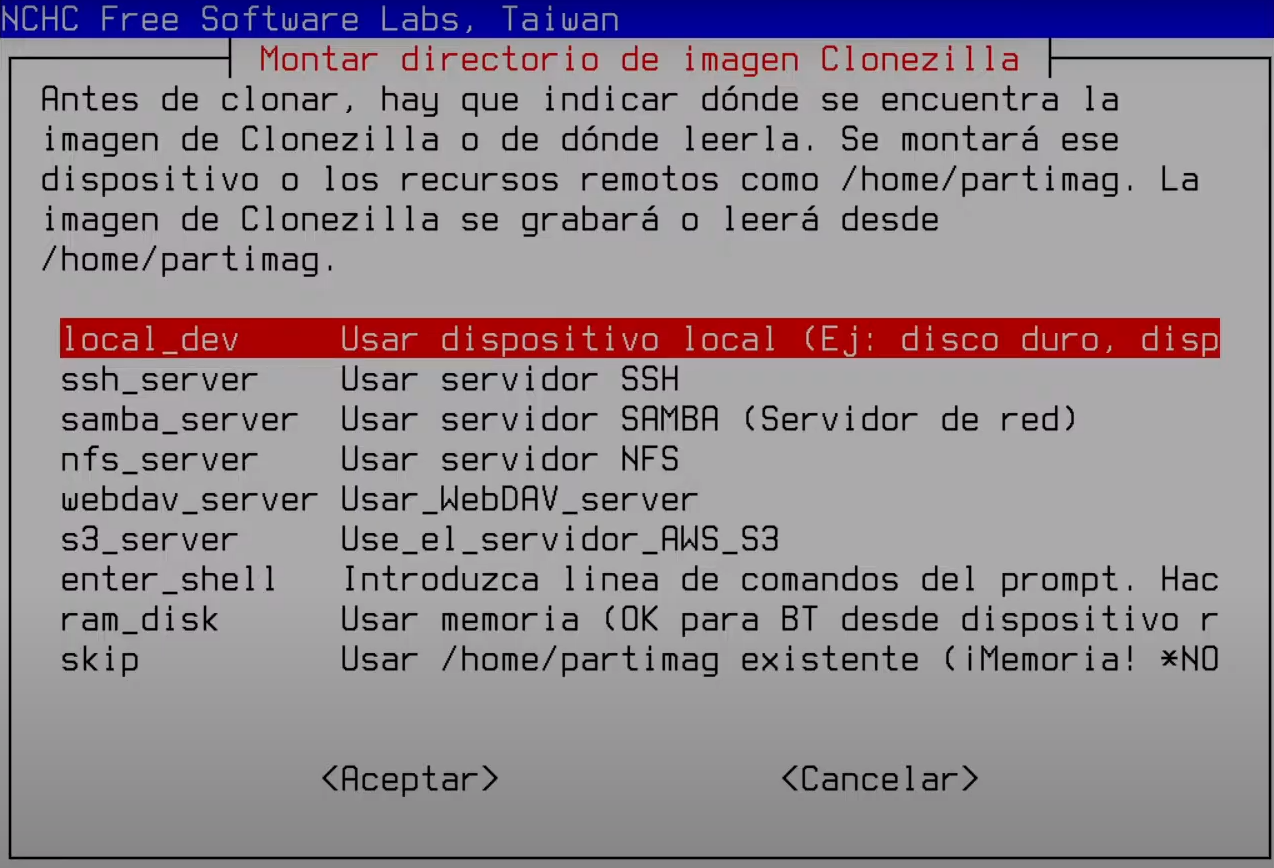 NCHC Free Software Labs, Taiwan
Montar directorio de imagen Clonezilla
Antes de clonar, hay que indicar dónde se encuentra la
imagen de Clonezilla o de dónde leerla. Se montará ese
dispositivo o los recursos remotos como /home/partimag. La
imagen de Clonezilla se grabará o leerá desde
/home/partimag.
local_dev Usar dispositivo local (Ej: disco duro, disp
ssh_server Usar servidor SSH
samba_server Usar servidor SAMBA (Servidor de red)
nfs_server Usar servidor NFS
webdav_server Usar_WebDAV_server
s3_server Use_el_servidor_AWS_S3
enter_shell Introduzca linea de comandos del prompt. Hac
ram_disk Usar memoria (OK para BT desde dispositivo r
skip Usar /home/partimag existente (¡Memoria! *NO
<Aceptar> <Cancelar>